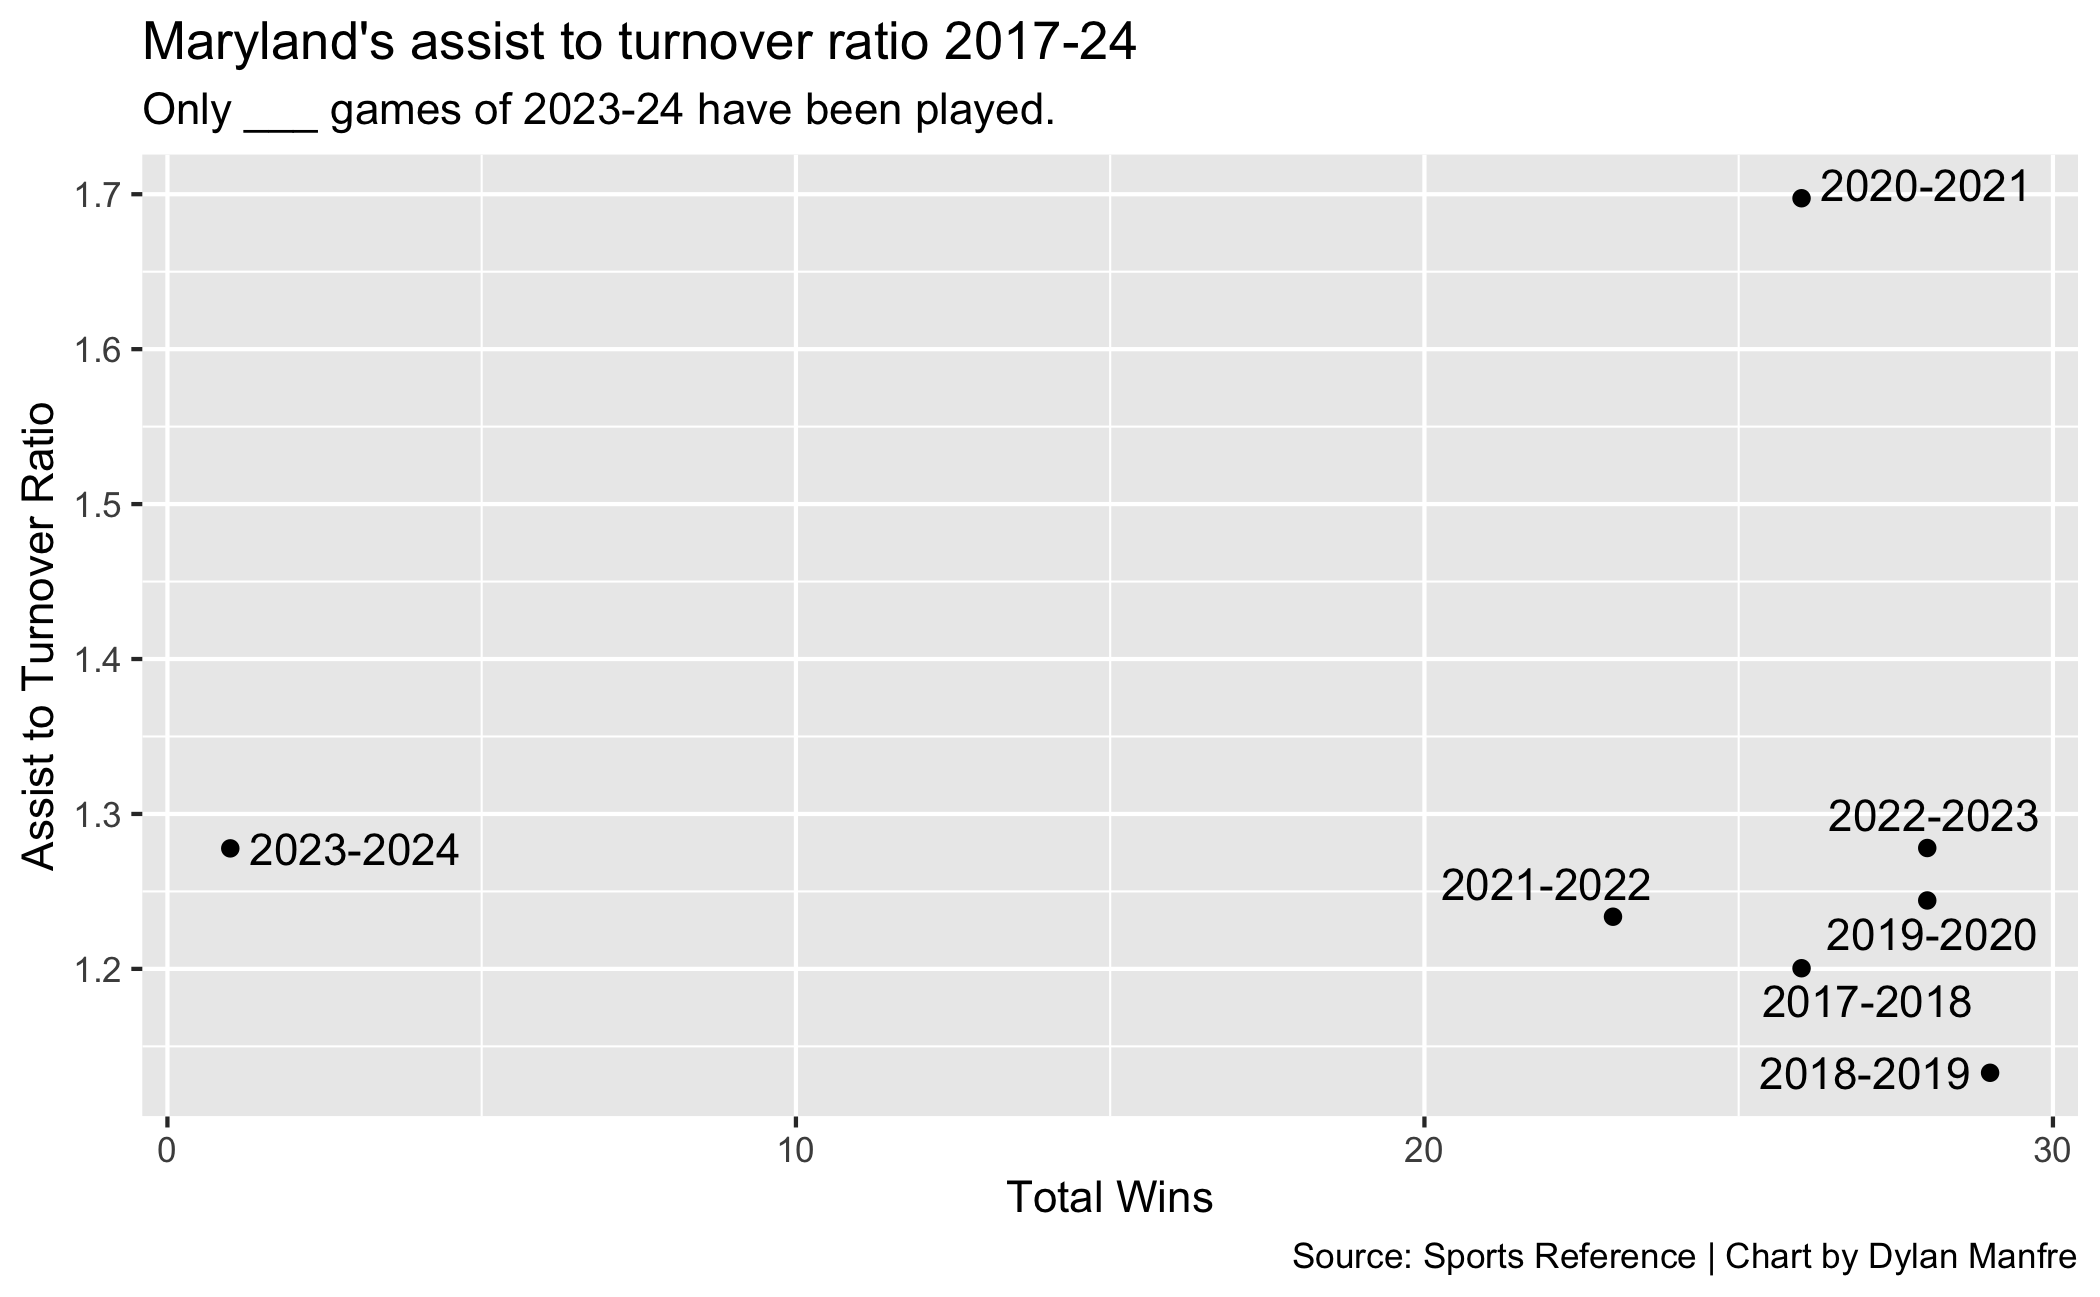 Maryland's assist to turnover ratio 2017-24
Only ___ games of 2023-24 have been played.
Assist to Turnover Ratio
1.7
1.6
1.5
1.4
1.3
1.2
2020-2021
2022-2023
2023-2024
2021-2022
2019-2020
2017-2018
2018-2019
0 10 20 30
Total Wins
Source: Sports Reference | Chart by Dylan Manfre